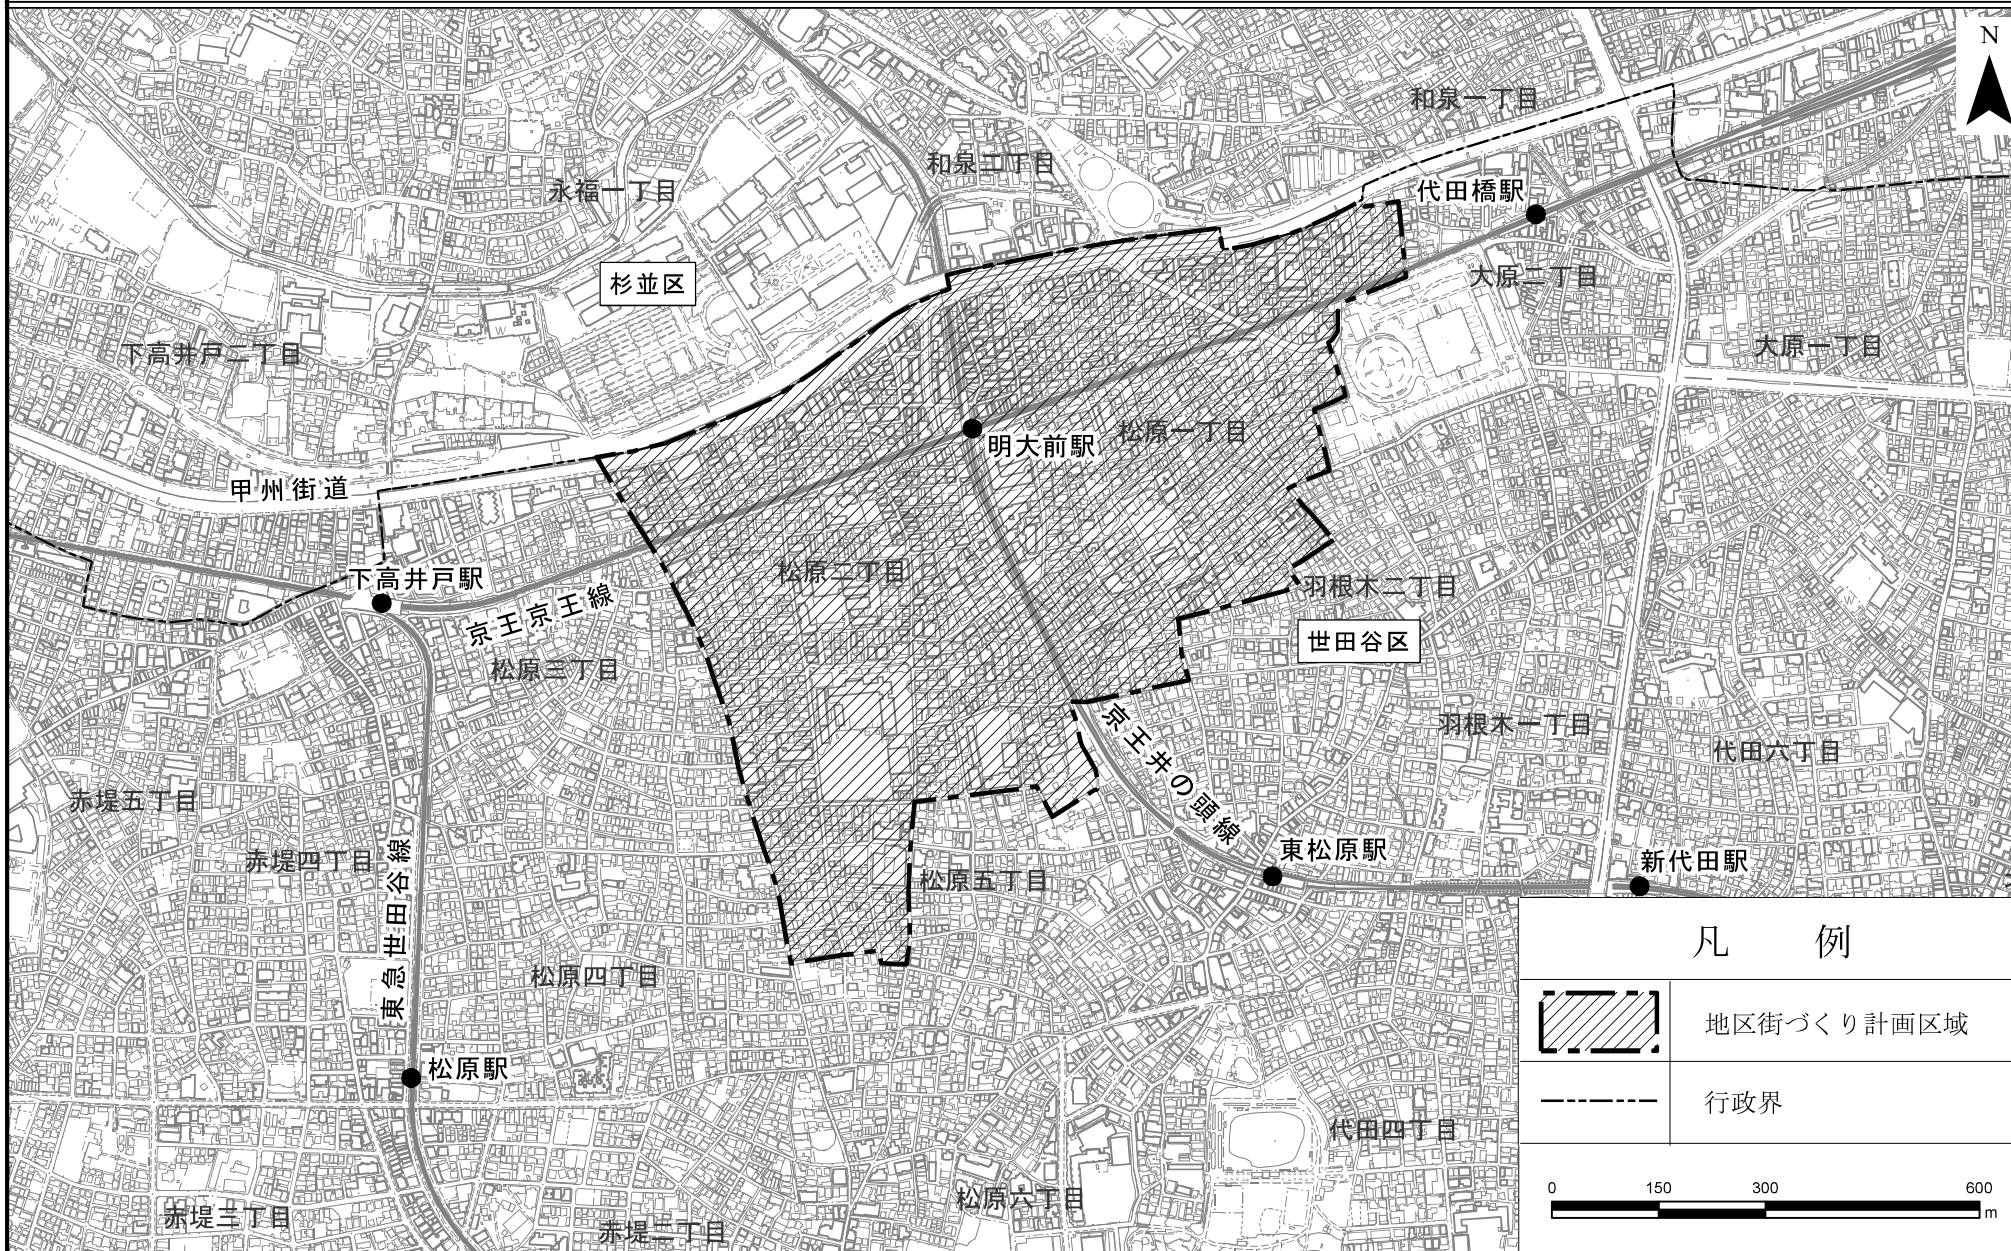 N
和泉一丁目
和泉二丁目
永福一丁目
代田橋駅
杉並区
大原二丁目
下高井戸二丁目
大原一丁目
松原一丁目
明大前駅
甲州街道
松原二丁目
下高井戸駅
羽根木二丁目
京王京王線
世田谷区
松原三丁目
京王井の頭線
羽根木一丁目
代田六丁目
赤堤五丁目
東松原駅
赤堤四丁目
新代田駅
松原五丁目
東急世田谷線
松原四丁目
松原駅
代田四丁目
松原六丁目
赤堤三丁目
赤堤二丁目
凡 例
地区街づくり計画区域
行政界
0 150 300 600
m